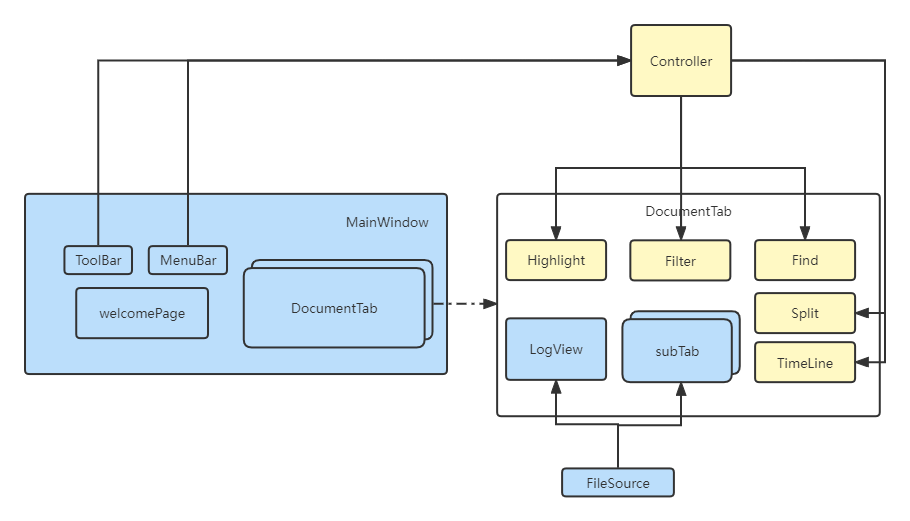 Controller
MainWindow
ToolBar
MenuBar
welcomePage
DocumentTab
DocumentTab
Highlight
Filter
Find
Split
LogView
subTab
TimeLine
FileSource